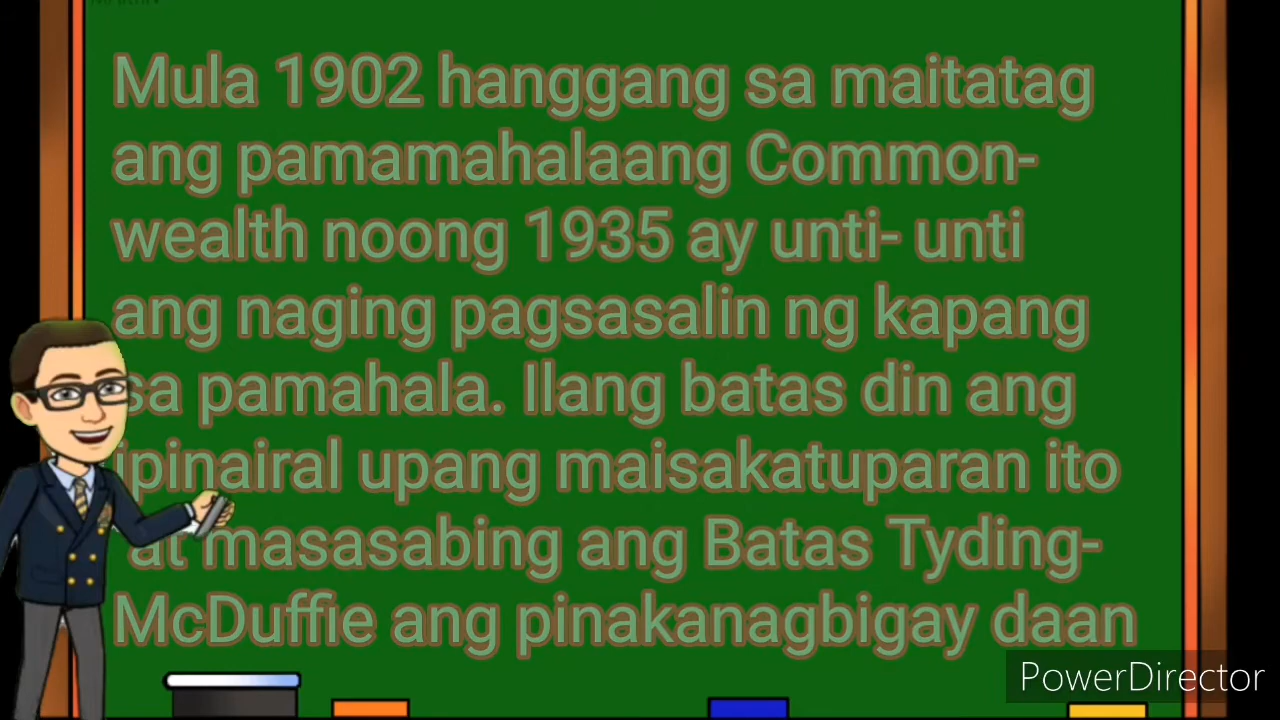 Mula 1902 hanggang sa maitatag
ang pamamahalaang Common-
wealth noong 1935 ay unti- unti
ang naging pagsasalin ng kapang
sa pamahala. Ilang batas din ang
ipinairal upang maisakatuparan ito
at masasabing ang Batas Tyding-
McDuffie ang pinakanagbigay daan
PowerDirector